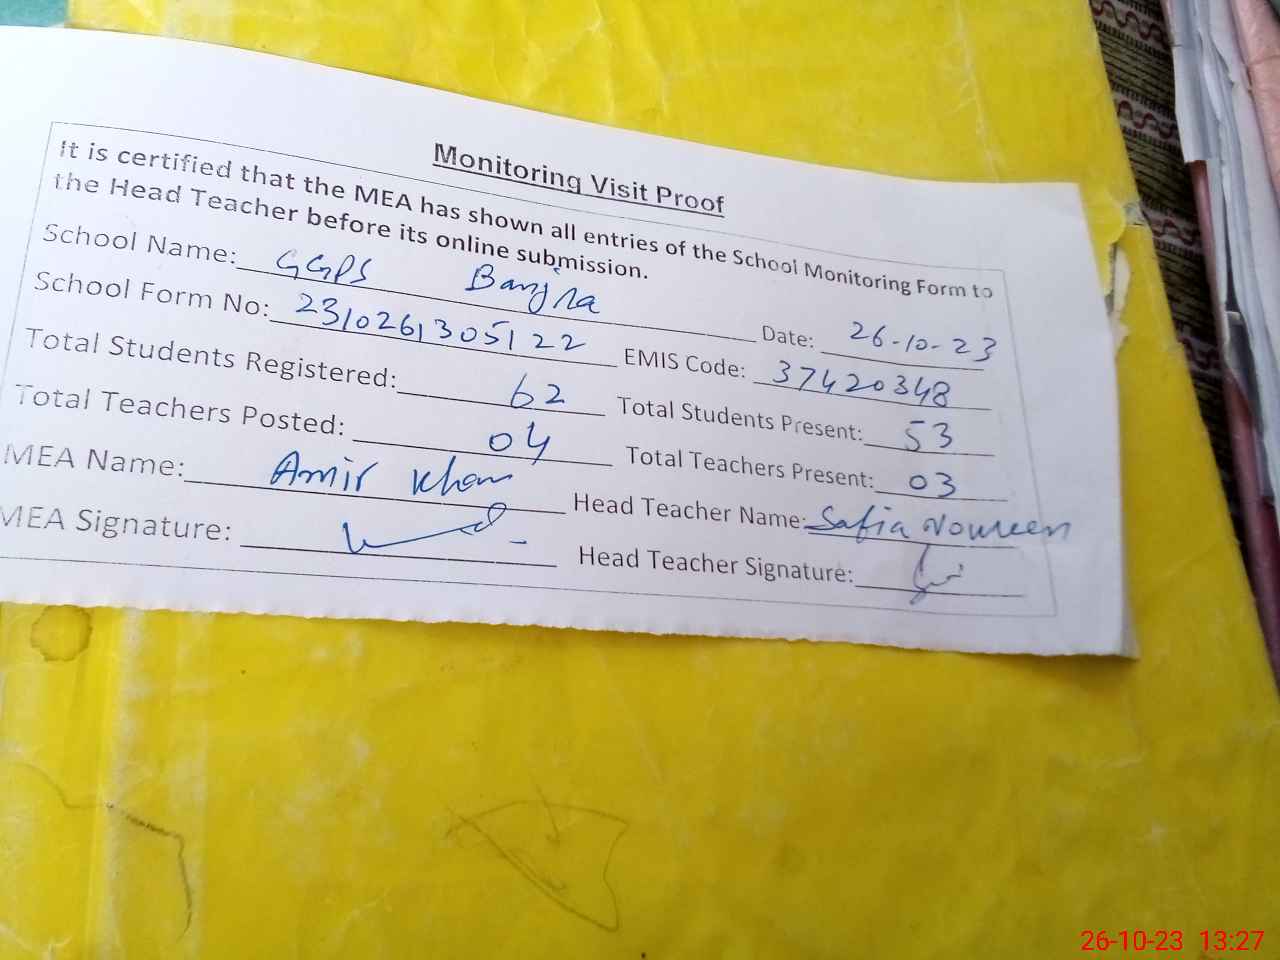 Monitoring Visit Proof
It is certified that the MEA has shown all entries of the School Monitoring Form to
the Head Teacher before its online submission.
School Name: GGPS Banjra Date: 26-10-23
School Form No: 2310261305122 EMIS Code: 37420348
Total Students Registered: 62 Total Students Present: 53
Total Teachers Posted: 04 Total Teachers Present: 03
MEA Name: Amir Khan Head Teacher Name: Safia Noureen
MEA Signature: Head Teacher Signature:
26-10-23 13:27